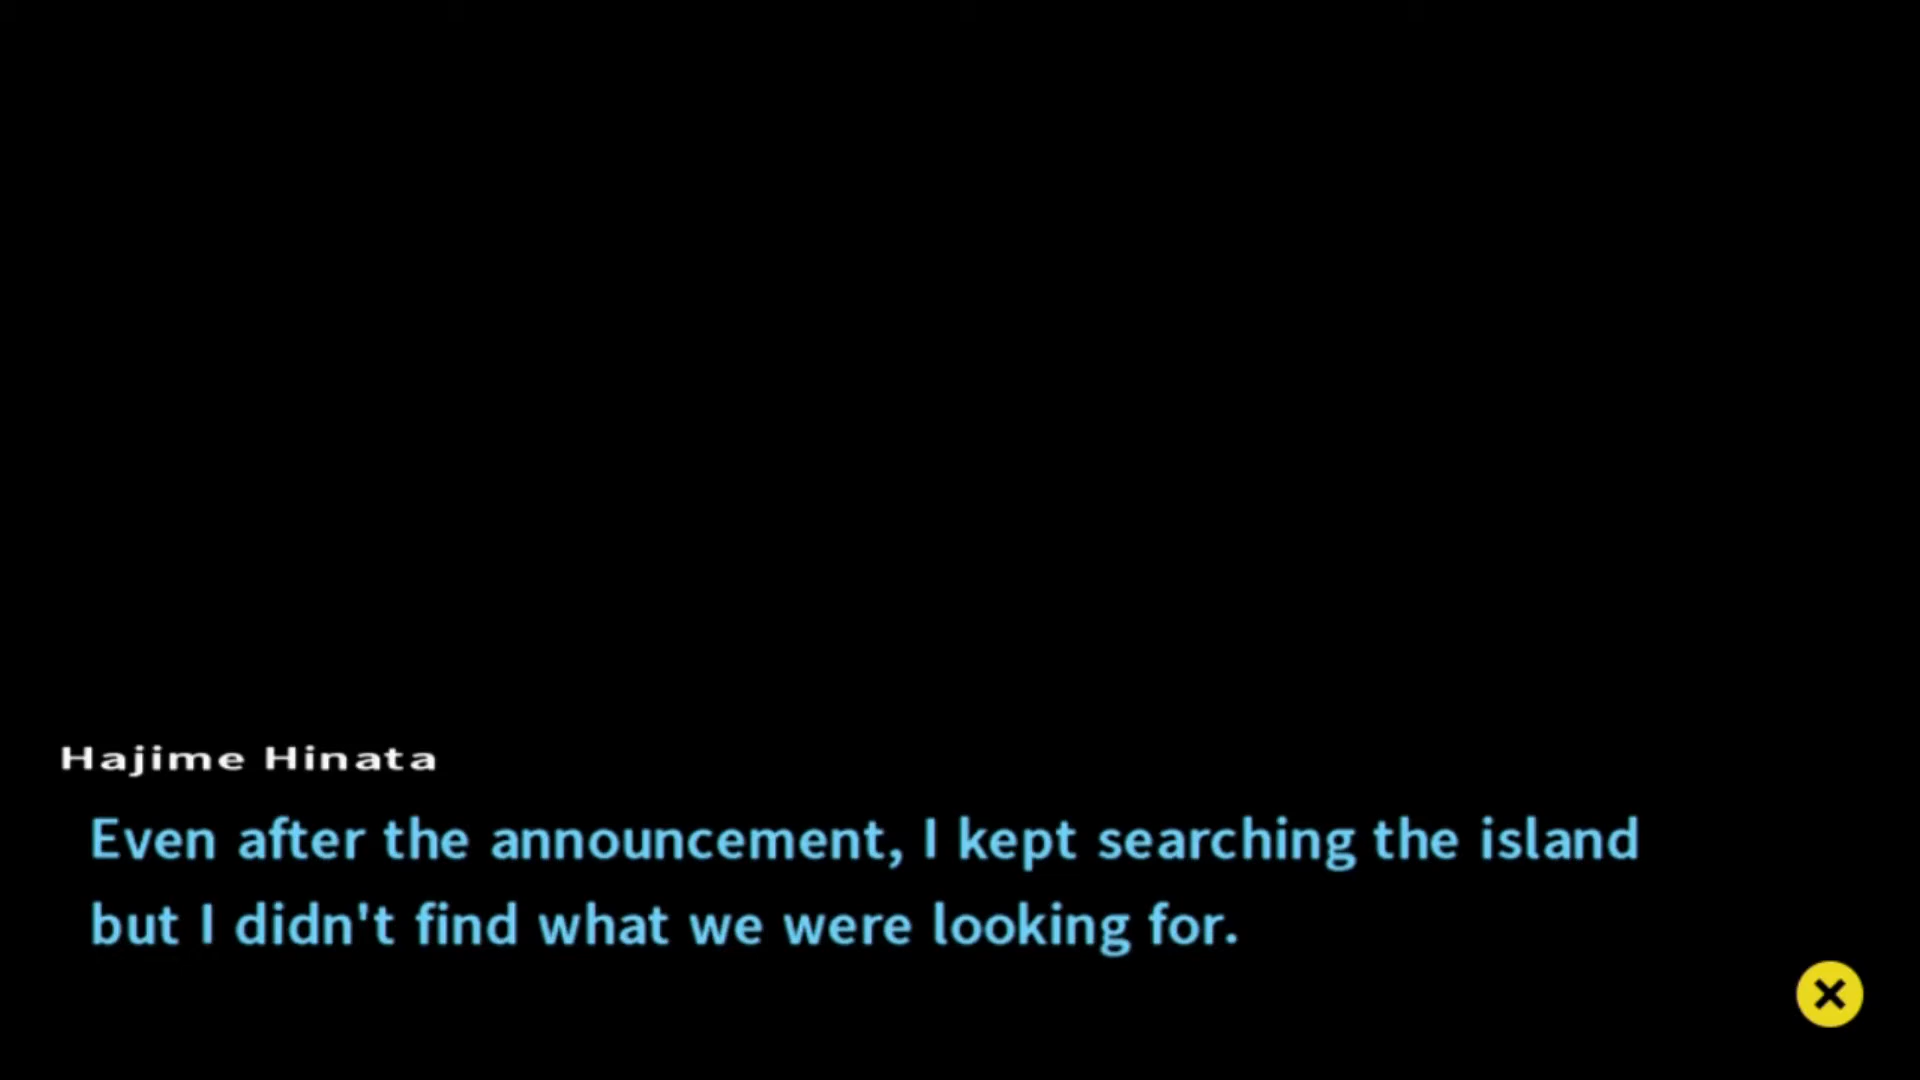 Hajime Hinata
Even after the announcement, I kept searching the island
but I didn't find what we were looking for.